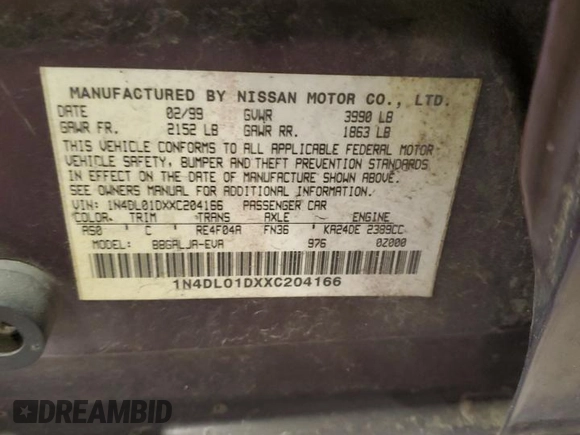 MANUFACTURED BY NISSAN MOTOR CO., LTD.
DATE 02/99 GVWR 3990 LB
GAWR FR. 2152 LB GAWR RR. 1863 LB
THIS VEHICLE CONFORMS TO ALL APPLICABLE FEDERAL MOTOR
VEHICLE SAFETY, BUMPER AND THEFT PREVENTION STANDARDS
IN EFFECT ON THE DATE OF MANUFACTURE SHOWN ABOVE.
SEE OWNERS MANUAL FOR ADDITIONAL INFORMATION.
VIN: 1N4DL01DXXC204166 PASSENGER CAR
COLOR TRIM TRANS AXLE ENGINE
AS0 C RE4F04A FN36 KA24DE 2389CC
MODEL: BBGALJA-EVA 976 0Z000
1N4DL01DXXC204166
DREAMBID